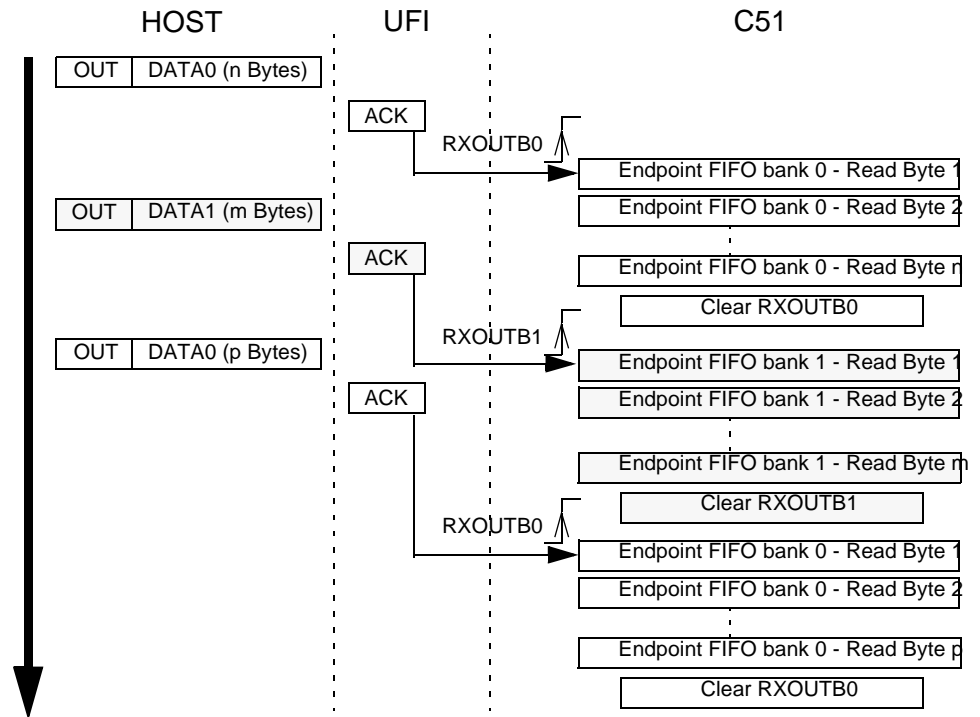 HOST UFI C51
OUT DATA0 (n Bytes)
ACK
RXOUTB0
Endpoint FIFO bank 0 - Read Byte 1
OUT DATA1 (m Bytes)
Endpoint FIFO bank 0 - Read Byte 2
ACK
Endpoint FIFO bank 0 - Read Byte n
Clear RXOUTB0
RXOUTB1
OUT DATA0 (p Bytes)
Endpoint FIFO bank 1 - Read Byte 1
ACK
Endpoint FIFO bank 1 - Read Byte 2
Endpoint FIFO bank 1 - Read Byte m
Clear RXOUTB1
RXOUTB0
Endpoint FIFO bank 0 - Read Byte 1
Endpoint FIFO bank 0 - Read Byte 2
Endpoint FIFO bank 0 - Read Byte p
Clear RXOUTB0